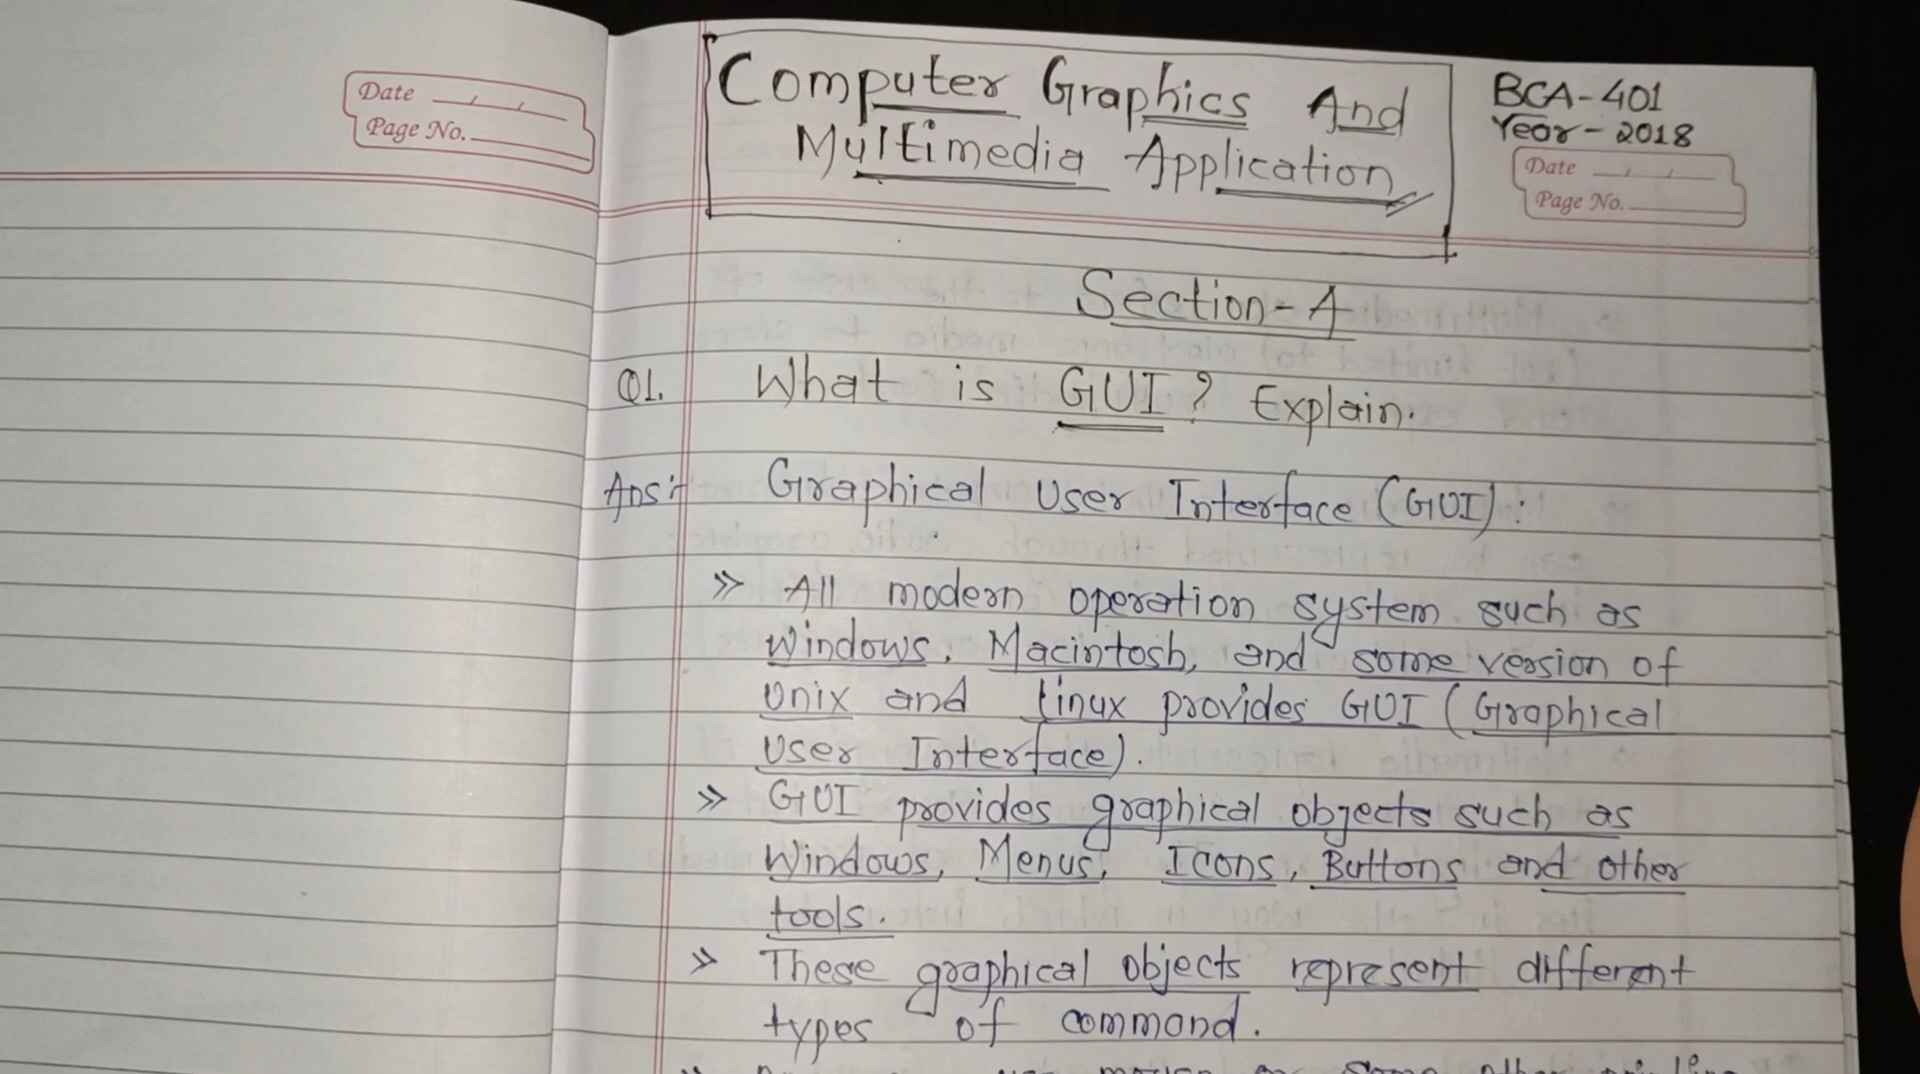 Date
Page No.
Computer Graphics And
Multimedia Application
BCA-401
Year-2018
Date
Page No.
Section-A
Q1. What is GUI? Explain.
Ans:- Graphical User Interface (GUI):
>> All modern operation system such as
Windows, Macintosh, and some version of
Unix and Linux provides GUI (Graphical
User Interface).
>> GUI provides graphical objects such as
Windows, Menus, Icons, Buttons and other
tools.
>> These graphical objects represent different
types of command.